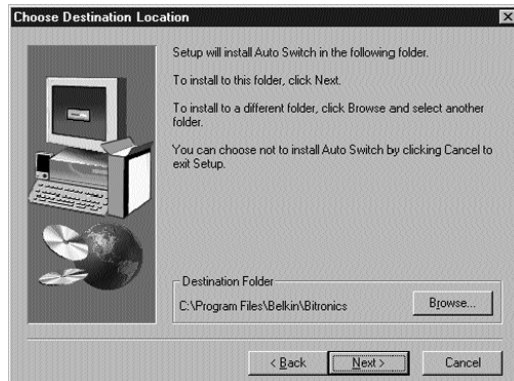 Choose Destination Location
Setup will install Auto Switch in the following folder.
To install to this folder, click Next.
To install to a different folder, click Browse and select another
folder.
You can choose not to install Auto Switch by clicking Cancel to
exit Setup.
Destination Folder
C:\Program Files\Belkin\Bitronics
Browse...
< Back
Next >
Cancel